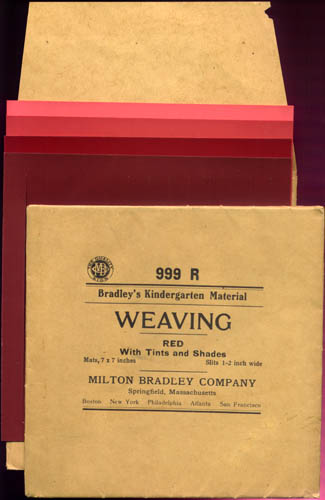 999 R
Bradley's Kindergarten Material
WEAVING
RED
With Tints and Shades
Mats, 7 x 7 inches Slits 1-2 inch wide
MILTON BRADLEY COMPANY
Springfield, Massachusetts
Boston New York Philadelphia Atlanta San Francisco